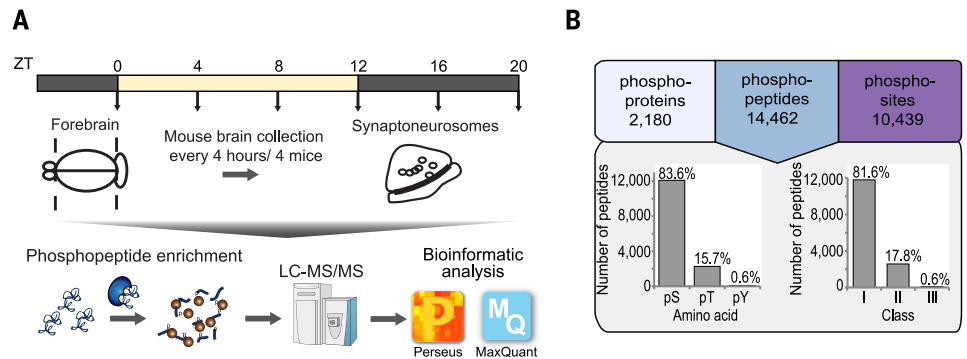 A
ZT
0
4
8
12
16
20
Forebrain
Mouse brain collection
every 4 hours/ 4 mice
Synaptoneurosomes
Phosphopeptide enrichment
LC-MS/MS
Bioinformatic
analysis
P
Perseus
MQ
MaxQuant
B
phospho-
proteins
2,180
phospho-
peptides
14,462
phospho-
sites
10,439
Number of peptides
12,000
8,000
4,000
0
83.6%
15.7%
0.6%
pS
pT
pY
Amino acid
Number of peptides
12,000
8,000
4,000
0
81.6%
17.8%
0.6%
I
II
III
Class